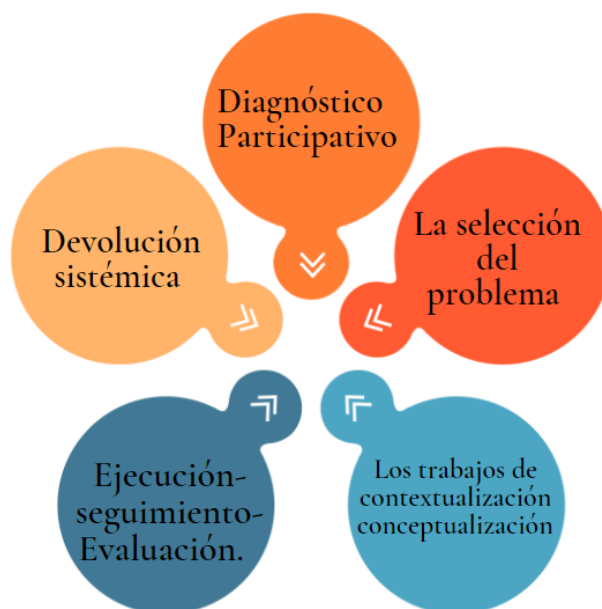 Diagnóstico
Participativo
La selección
del
problema
Los trabajos de
contextualización
conceptualización
Ejecución-
seguimiento-
Evaluación.
Devolución
sistémica